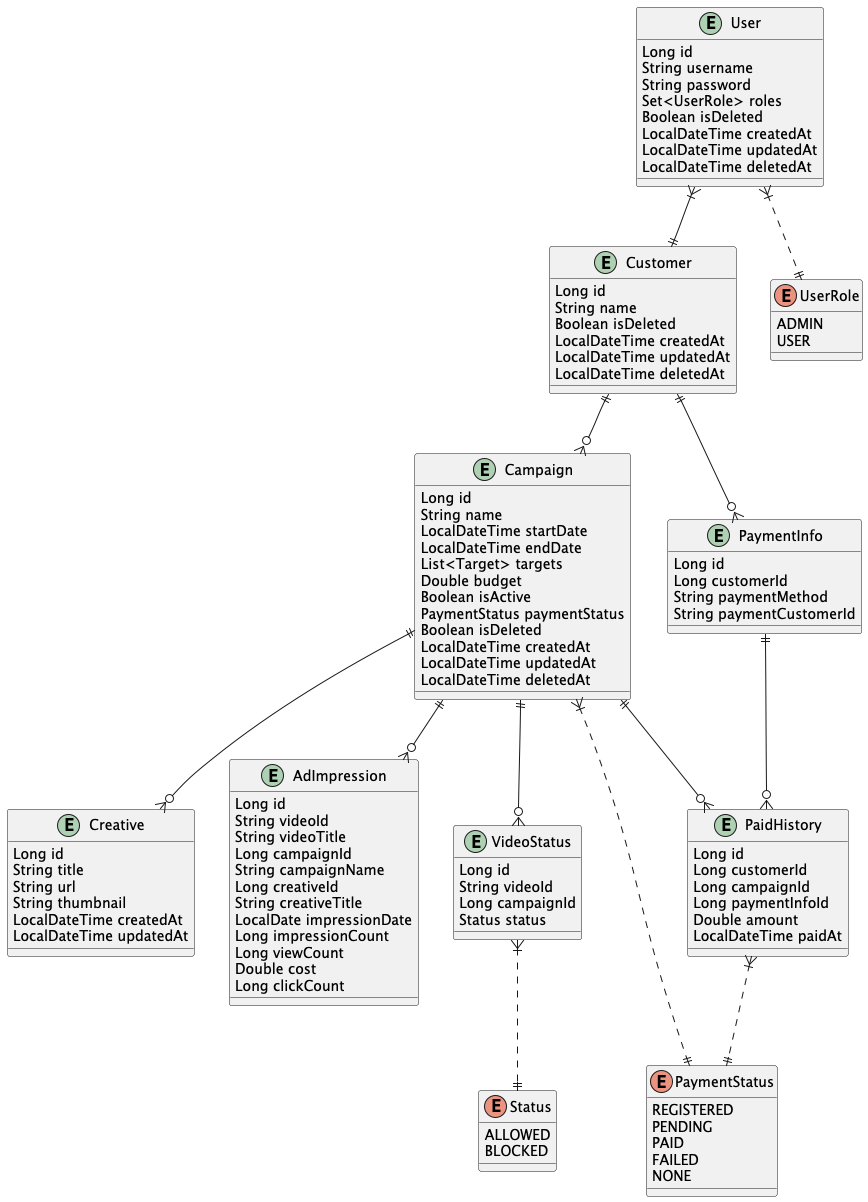 E User
Long id
String username
String password
Set<UserRole> roles
Boolean isDeleted
LocalDateTime createdAt
LocalDateTime updatedAt
LocalDateTime deletedAt
E Customer
Long id
String name
Boolean isDeleted
LocalDateTime createdAt
LocalDateTime updatedAt
LocalDateTime deletedAt
E UserRole
ADMIN
USER
E Campaign
Long id
String name
LocalDateTime startDate
LocalDateTime endDate
List<Target> targets
Double budget
Boolean isActive
PaymentStatus paymentStatus
Boolean isDeleted
LocalDateTime createdAt
LocalDateTime updatedAt
LocalDateTime deletedAt
E PaymentInfo
Long id
Long customerId
String paymentMethod
String paymentCustomerId
E Creative
Long id
String title
String url
String thumbnail
LocalDateTime createdAt
LocalDateTime updatedAt
E AdImpression
Long id
String videoId
String videoTitle
Long campaignId
String campaignName
Long creativeId
String creativeTitle
LocalDate impressionDate
Long impressionCount
Long viewCount
Double cost
Long clickCount
E VideoStatus
Long id
String videoId
Long campaignId
Status status
E PaidHistory
Long id
Long customerId
Long campaignId
Long paymentInfoId
Double amount
LocalDateTime paidAt
E Status
ALLOWED
BLOCKED
E PaymentStatus
REGISTERED
PENDING
PAID
FAILED
NONE